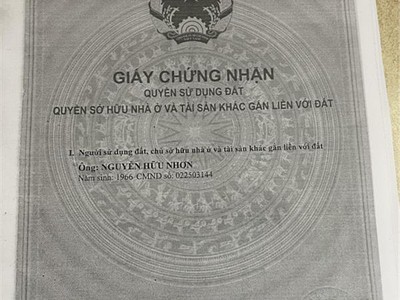 GIẤY CHỨNG NHẬN
QUYỀN SỬ DỤNG ĐẤT
QUYỀN SỞ HỮU NHÀ Ở VÀ TÀI SẢN KHÁC GẮN LIỀN VỚI ĐẤT
I. Người sử dụng đất, chủ sở hữu nhà ở và tài sản khác gắn liền với đất
Ông: NGUYỄN HỮU NHƠN
Năm sinh: 1966 CMND số: 022503144